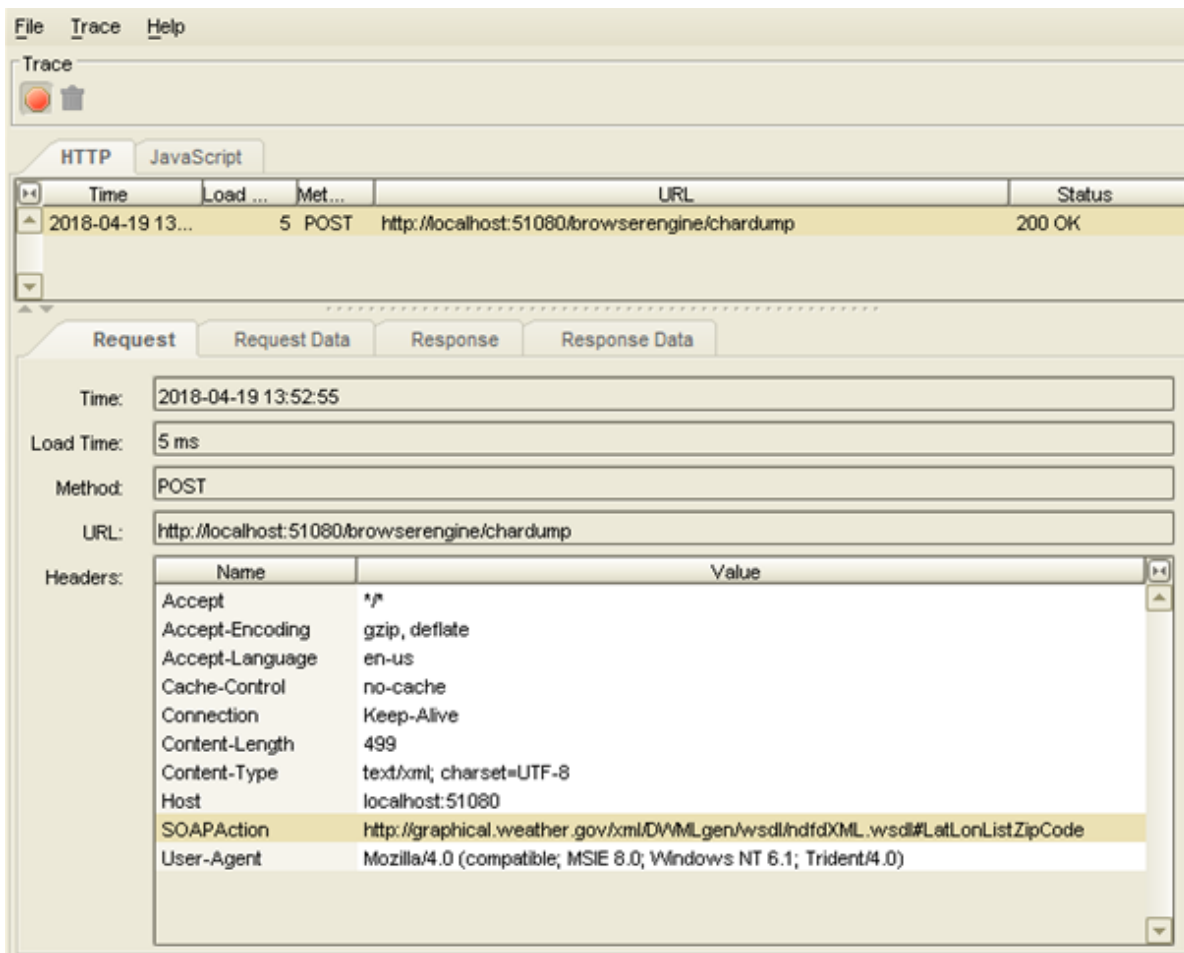 File Trace Help
Trace
HTTP JavaScript
Time Load ... Met... URL Status
2018-04-19 13... 5 POST http://localhost:51080/browserengine/chardump 200 OK
Request Request Data Response Response Data
Time: 2018-04-19 13:52:55
Load Time: 5 ms
Method: POST
URL: http://localhost:51080/browserengine/chardump
Headers: Name Value
Accept */*
Accept-Encoding gzip, deflate
Accept-Language en-us
Cache-Control no-cache
Connection Keep-Alive
Content-Length 499
Content-Type text/xml; charset=UTF-8
Host localhost:51080
SOAPAction http://graphical.weather.gov/xml/DWMLgen/wsdl/ndfdXML.wsdl#LatLonListZipCode
User-Agent Mozilla/4.0 (compatible; MSIE 8.0; Windows NT 6.1; Trident/4.0)